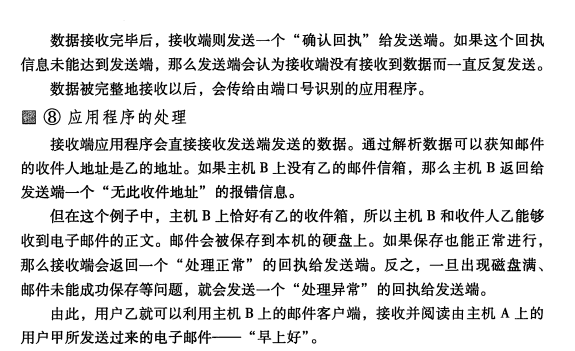 数据接收完毕后，接收端则发送一个“确认回执”给发送端。如果这个回执
信息未能达到发送端，那么发送端会认为接收端没有接收到数据而一直反复发送。
数据被完整地接收以后，会传给由端口号识别的应用程序。
⑧ 应用程序的处理
接收端应用程序会直接接收发送端发送的数据。通过解析数据可以获知邮件
的收件人地址是乙的地址。如果主机 B 上没有乙的邮件信箱，那么主机 B 返回给
发送端一个“无此收件地址”的报错信息。
但在这个例子中，主机 B 上恰好有乙的收件箱，所以主机 B 和收件人乙能够
收到电子邮件的正文。邮件会被保存到本机的硬盘上。如果保存也能正常进行，
那么接收端会返回一个“处理正常”的回执给发送端。反之，一旦出现磁盘满、
邮件未能成功保存等问题，就会发送一个“处理异常”的回执给发送端。
由此，用户乙就可以利用主机 B 上的邮件客户端，接收并阅读由主机 A 上的
用户甲所发送过来的电子邮件——“早上好”。